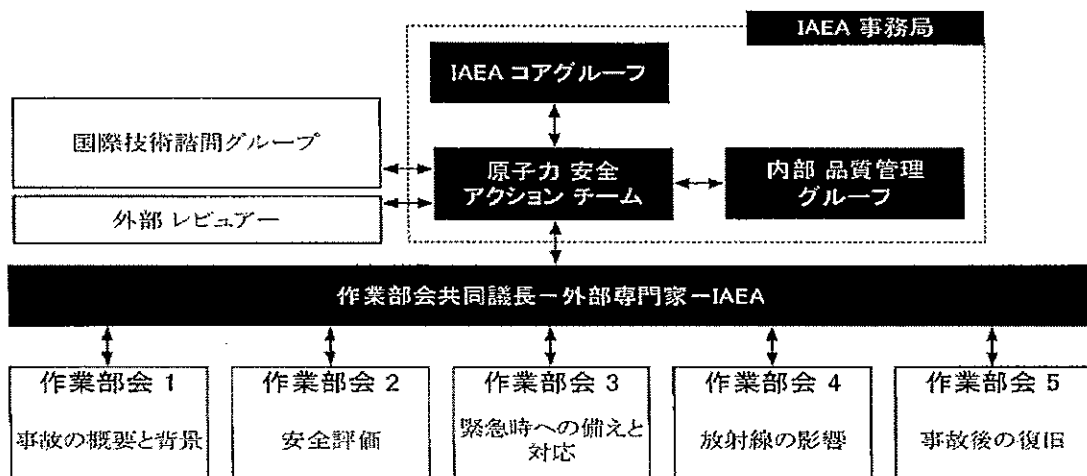 IAEA 事務局
IAEA コアグループ
国際技術諮問グループ
原子力 安全
アクション チーム
内部 品質管理
グループ
外部 レビュアー
作業部会共同議長－外部専門家－IAEA
作業部会 1
事故の概要と背景
作業部会 2
安全評価
作業部会 3
緊急時への備えと
対応
作業部会 4
放射線の影響
作業部会 5
事故後の復旧